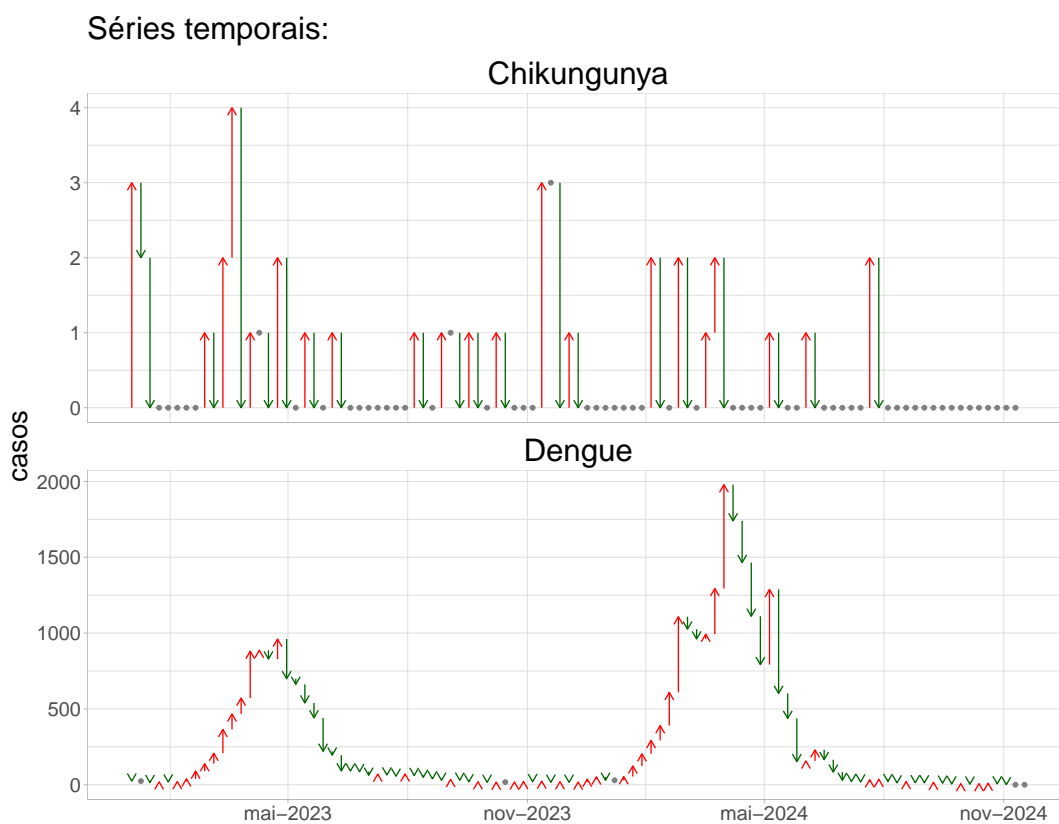 Séries temporais:
Chikungunya
4
3
2
1
0
casos
Dengue
2000
1500
1000
500
0
mai−2023
nov−2023
mai−2024
nov−2024